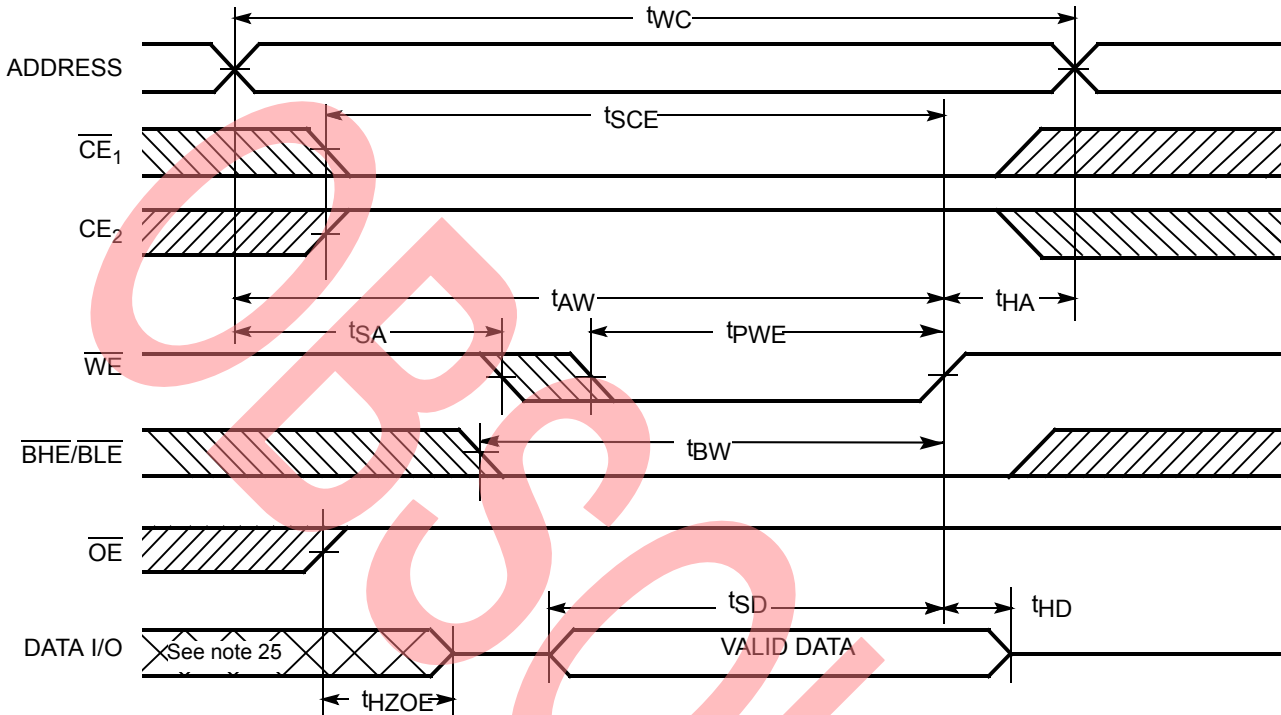 tWC
ADDRESS
tSCE
CE1
CE2
tAW
tHA
tSA
tPWE
WE
BHE/BLE
tBW
OE
tSD
tHD
DATA I/O
See note 25
VALID DATA
tHZOE
OBSOL